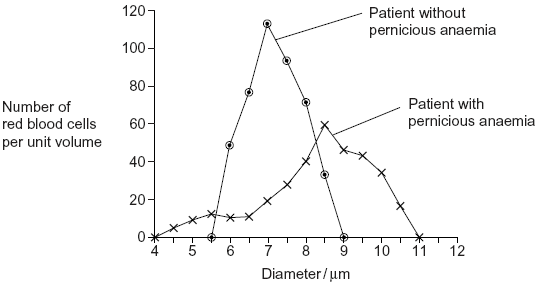 120
100
80
60
40
20
0
Number of
red blood cells
per unit volume
Patient without
pernicious anaemia
Patient with
pernicious anaemia
4 5 6 7 8 9 10 11 12
Diameter/μm